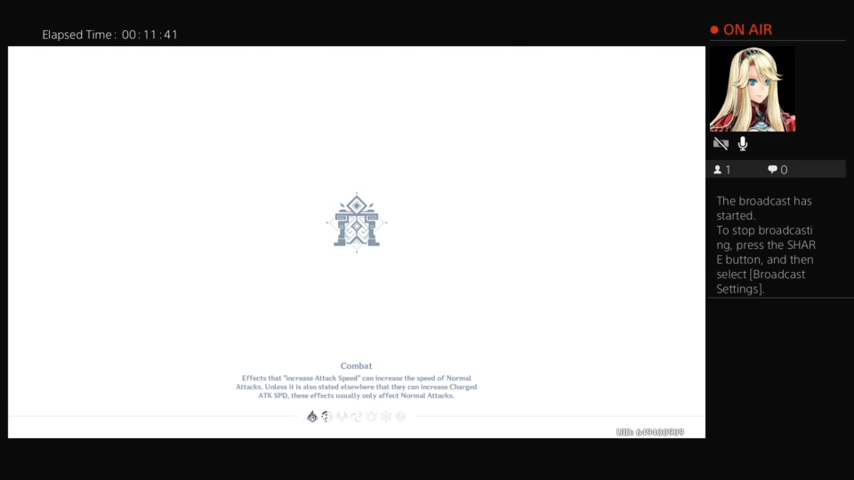 Elapsed Time: 00:11:41
ON AIR
1
0
The broadcast has
started.
To stop broadcasti
ng, press the SHAR
E button, and then
select [Broadcast
Settings].
Combat
Effects that "increase Attack Speed" can increase the speed of Normal
Attacks. Unless it is also stated elsewhere that they can increase Charged
ATK SPD, these effects usually only affect Normal Attacks.
UID: 649400909